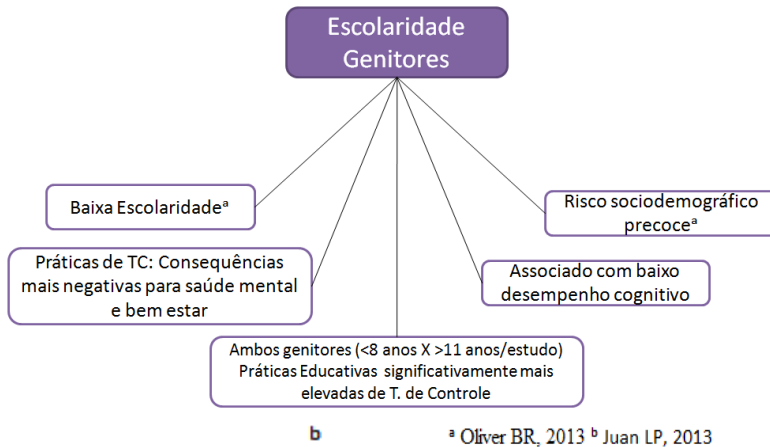 Escolaridade
Genitores
Baixa Escolaridadeᵃ
Risco sociodemográfico
precoceᵃ
Práticas de TC: Consequências
mais negativas para saúde mental
e bem estar
Associado com baixo
desempenho cognitivo
Ambos genitores (<8 anos X >11 anos/estudo)
Práticas Educativas significativamente mais
elevadas de T. de Controle
b
ᵃ Oliver BR, 2013 ᵇ Juan LP, 2013